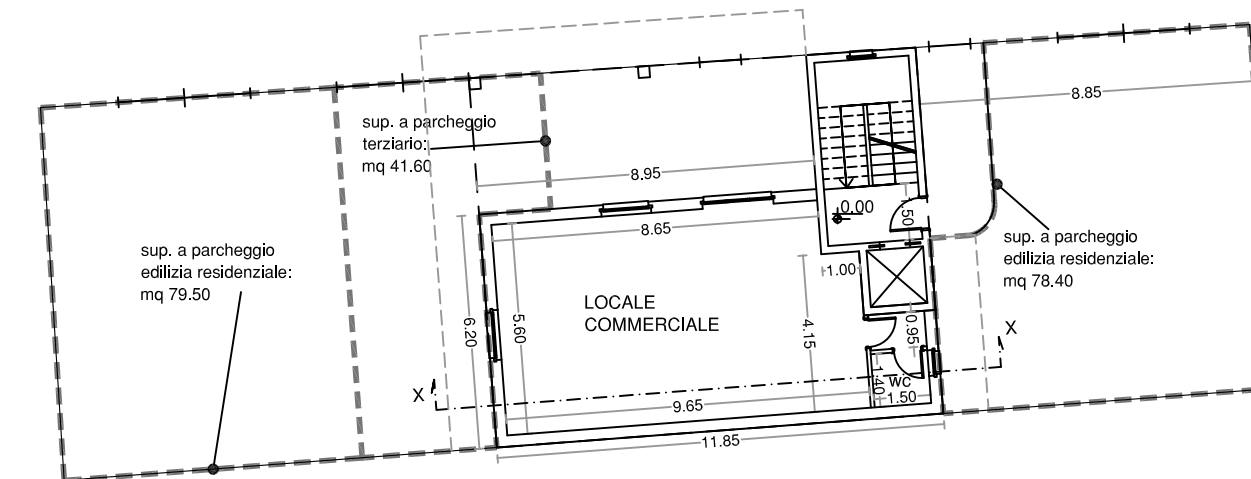 8.85
sup. a parcheggio
terziario:
mq 41.60
8.95
0.00
1.50
8.65
sup. a parcheggio
edilizia residenziale:
mq 79.50
sup. a parcheggio
edilizia residenziale:
mq 78.40
1.00
LOCALE
COMMERCIALE
6.20
5.60
4.15
0.95
X
X
1.40
WC
1.50
9.65
11.85